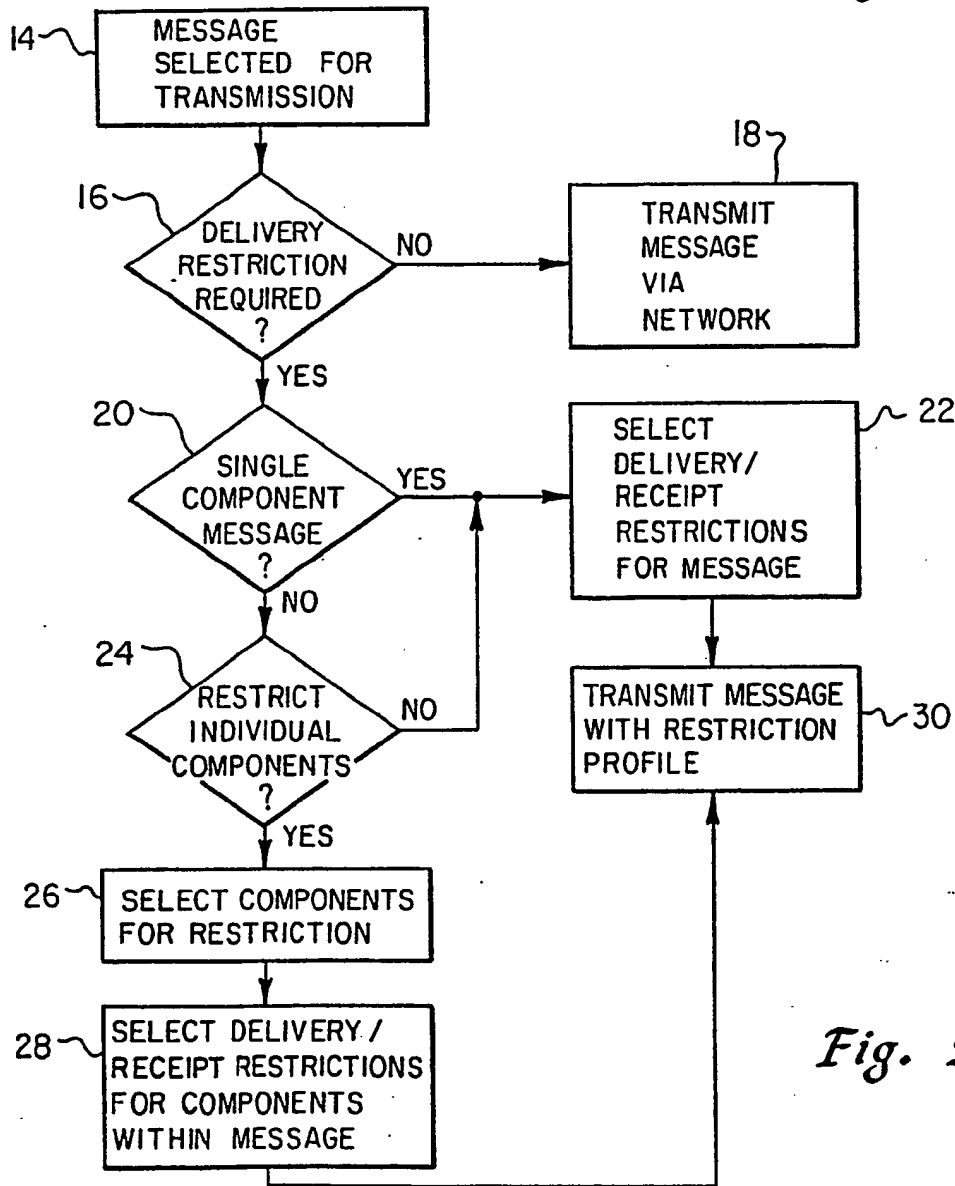 14
MESSAGE
SELECTED FOR
TRANSMISSION
16
DELIVERY
RESTRICTION
REQUIRED
?
NO
YES
18
TRANSMIT
MESSAGE
VIA
NETWORK
20
SINGLE
COMPONENT
MESSAGE
?
YES
NO
22
SELECT
DELIVERY/
RECEIPT
RESTRICTIONS
FOR MESSAGE
24
RESTRICT
INDIVIDUAL
COMPONENTS
?
NO
YES
TRANSMIT MESSAGE
WITH RESTRICTION
PROFILE
30
26
SELECT COMPONENTS
FOR RESTRICTION
28
SELECT DELIVERY/
RECEIPT RESTRICTIONS
FOR COMPONENTS
WITHIN MESSAGE
Fig.